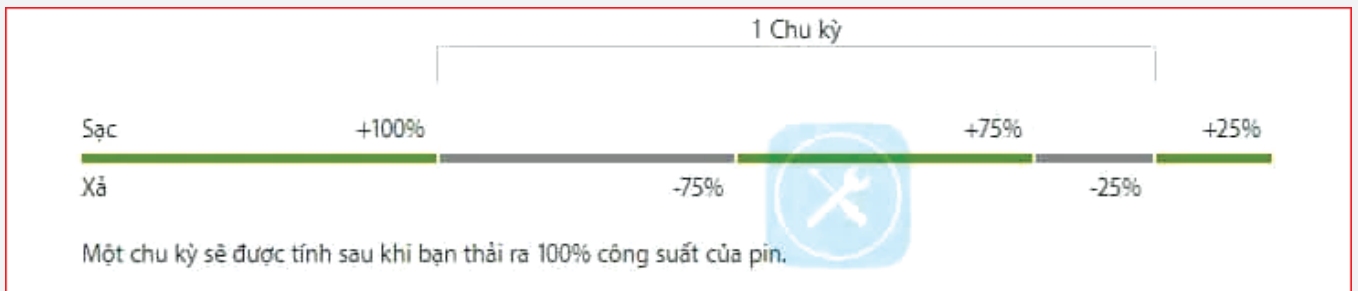 1 Chu kỳ
Sạc +100% +75% +25%
Xả -75% -25%
Một chu kỳ sẽ được tính sau khi bạn thải ra 100% công suất của pin.